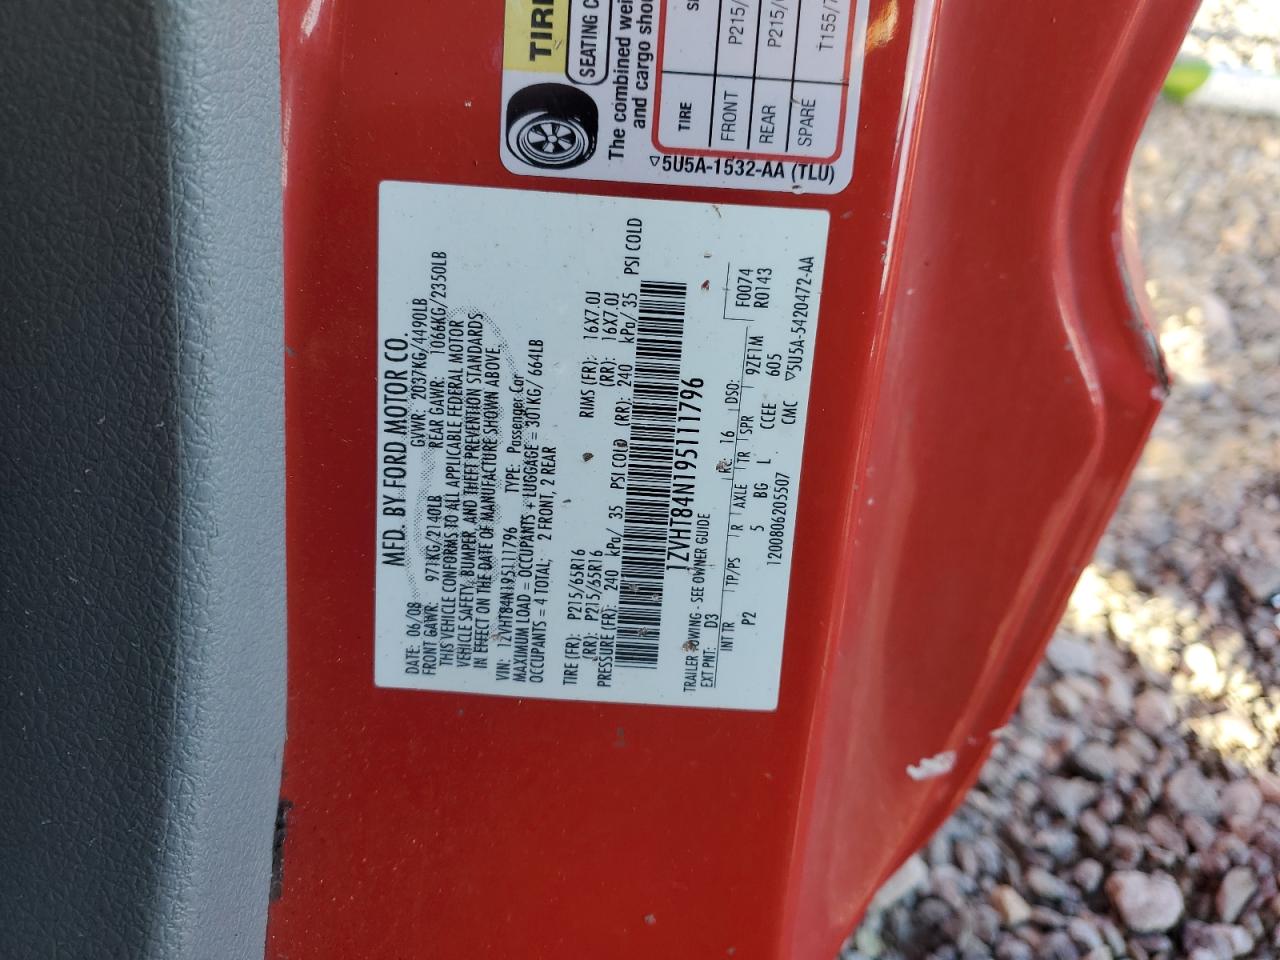 TIRE
SEATING C
The combined wei
and cargo shou
TIRE
FRONT P215/
REAR P215/
SPARE T155/7
▽5U5A-1532-AA (TLU)
MFD. BY FORD MOTOR CO.
DATE: 06/08 GVWR: 2037KG/4490LB
FRONT GAWR: 971KG/2140LB REAR GAWR: 1066KG/2350LB
THIS VEHICLE CONFORMS TO ALL APPLICABLE FEDERAL MOTOR
VEHICLE SAFETY, BUMPER, AND THEFT PREVENTION STANDARDS
IN EFFECT ON THE DATE OF MANUFACTURE SHOWN ABOVE.
VIN: 1ZVHT84N195111796 TYPE: Passenger Car
MAXIMUM LOAD = OCCUPANTS + LUGGAGE = 301KG/ 664LB
OCCUPANTS = 4 TOTAL; 2 FRONT, 2 REAR
TIRE (FR): P215/65R16 RIMS (FR): 16X7.0J
(RR): P215/65R16 (RR): 16X7.0J
PRESSURE (FR): 240 kPa/ 35 PSI COLD (RR): 240 kPa/ 35 PSI COLD
1ZVHT84N195111796
TRAILER TOWING - SEE OWNER GUIDE
EXT PNT: D3 RC: 16 DSO: F0074
INT TR TP/PS R AXLE TR SPR 9ZF1M R0143
P2 5 BG L CCEE 605
CMC
1200806205507 ▽5U5A-5420472-AA